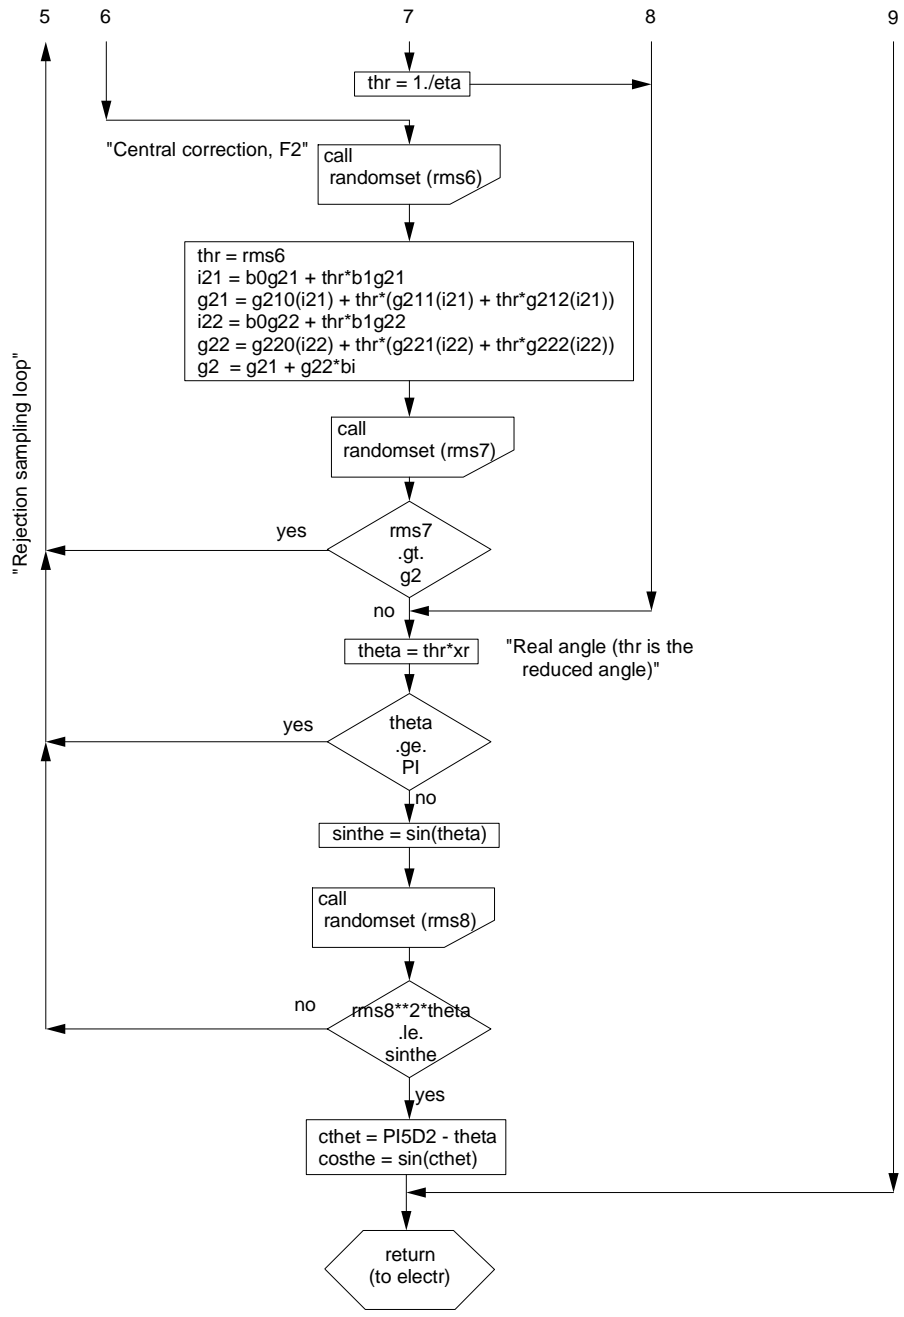 5 6 7 8 9
thr = 1./eta
"Central correction, F2"
call
randomset (rms6)
thr = rms6
i21 = b0g21 + thr*b1g21
g21 = g210(i21) + thr*(g211(i21) + thr*g212(i21))
i22 = b0g22 + thr*b1g22
g22 = g220(i22) + thr*(g221(i22) + thr*g222(i22))
g2 = g21 + g22*bi
"Rejection sampling loop"
call
randomset (rms7)
yes
rms7
.gt.
g2
no
theta = thr*xr
"Real angle (thr is the
reduced angle)"
yes
theta
.ge.
PI
no
sinthe = sin(theta)
call
randomset (rms8)
no
rms8**2*theta
.le.
sinthe
yes
cthet = PI5D2 - theta
costhe = sin(cthet)
return
(to electr)